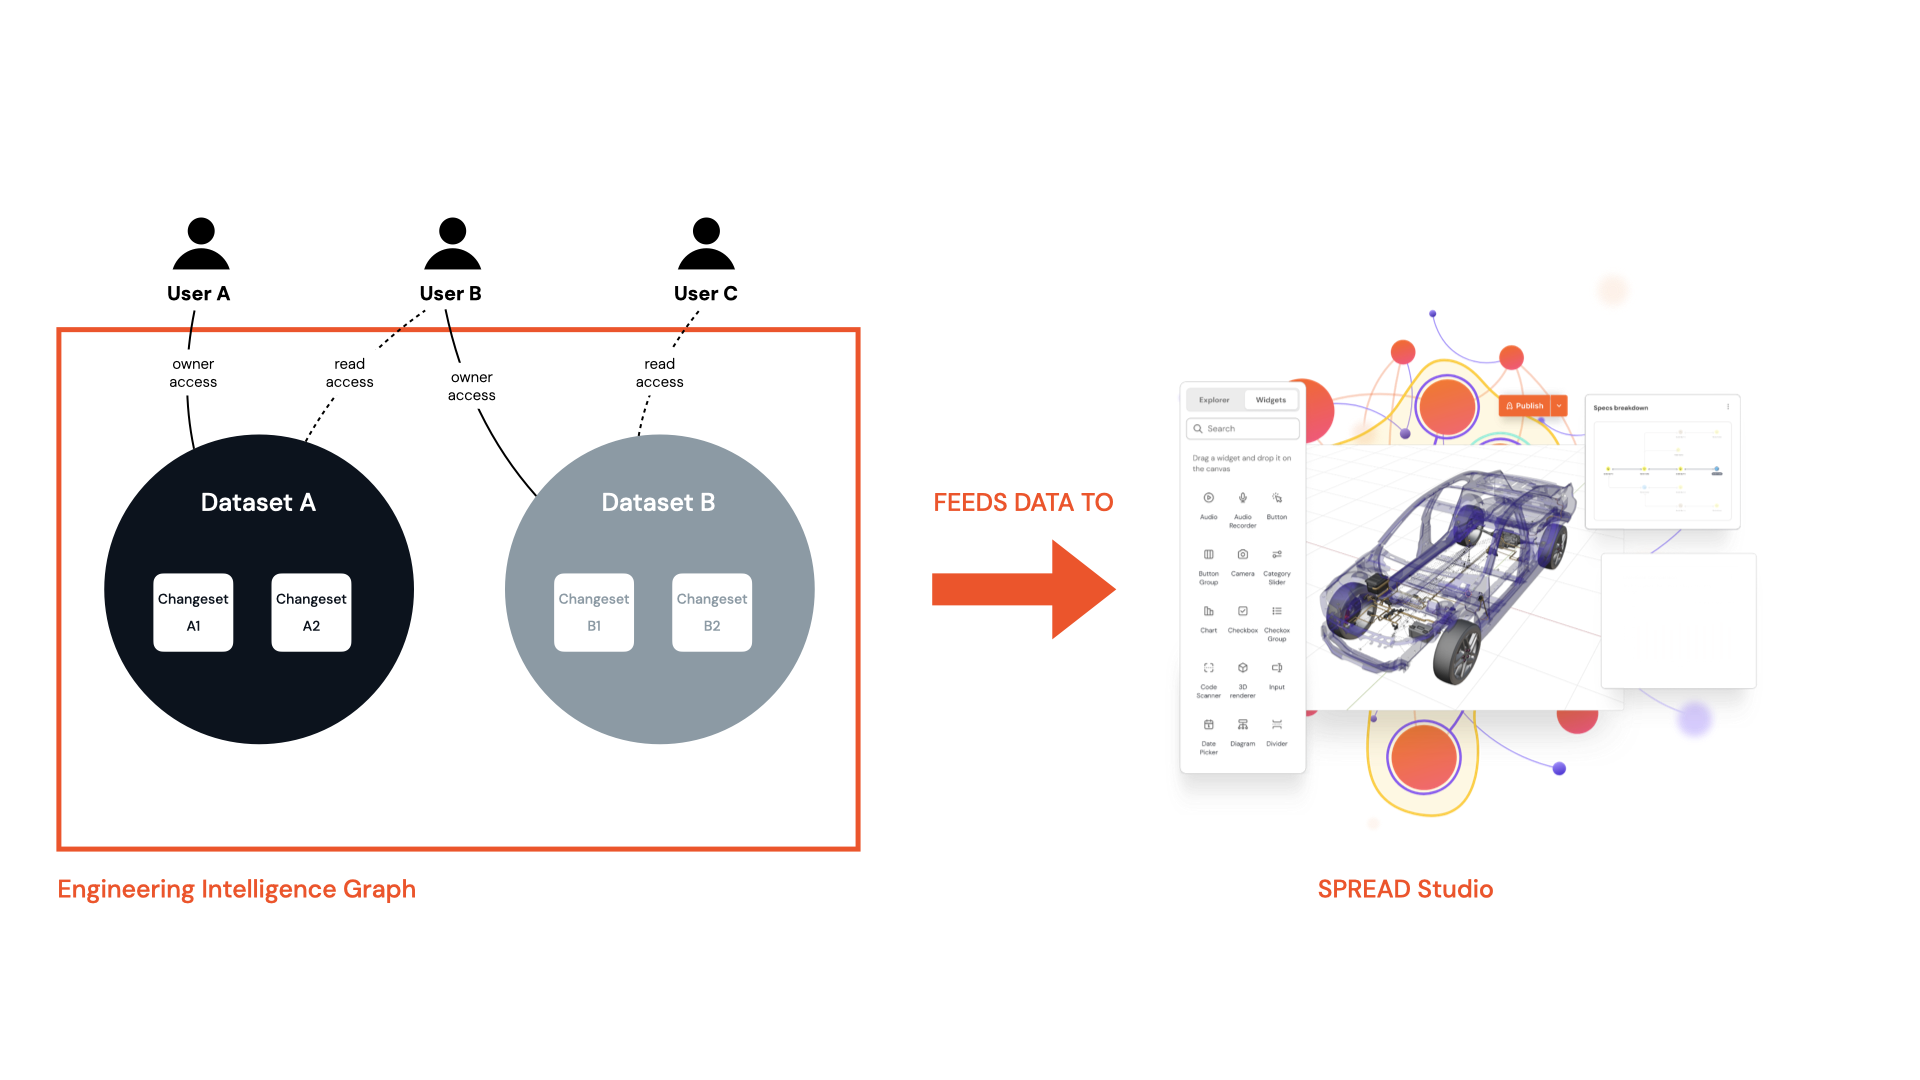 User A
User B
User C
owner
access
read
access
owner
access
read
access
Dataset A
Changeset
A1
Changeset
A2
Dataset B
Changeset
B1
Changeset
B2
Engineering Intelligence Graph
FEEDS DATA TO
Explorer
Widgets
Search
Drag a widget and drop it on
the canvas
Audio
Audio
Recorder
Button
Button
Group
Camera
Category
Slider
Chart
Checkbox
Checkox
Group
Code
Scanner
3D
renderer
Input
Date
Picker
Diagram
Divider
Publish
Specs breakdown
SPREAD Studio